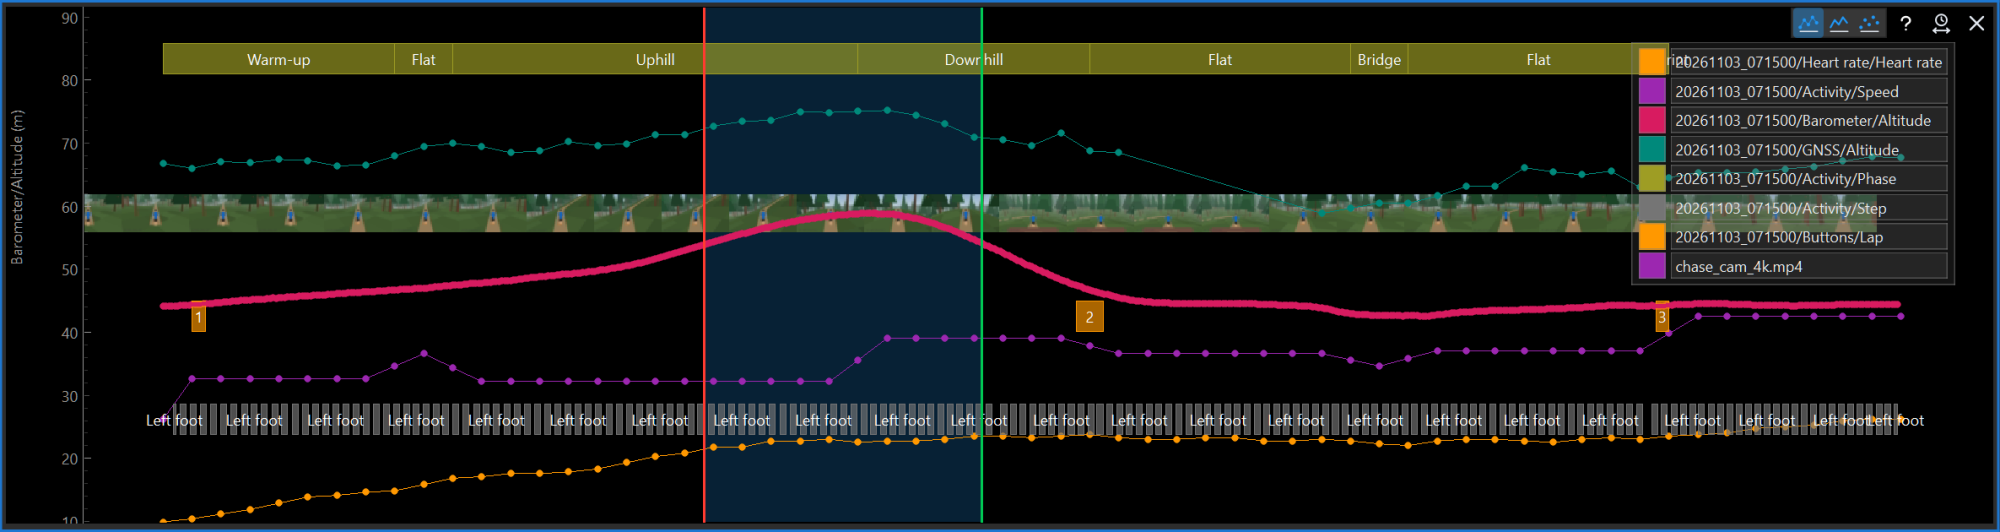 90
80
70
60
50
40
30
20
10
Barometer/Altitude (m)
Warm-up
Flat
Uphill
Downhill
Flat
Bridge
Flat
?
20261103_071500/Heart rate/Heart rate
20261103_071500/Activity/Speed
20261103_071500/Barometer/Altitude
20261103_071500/GNSS/Altitude
20261103_071500/Activity/Phase
20261103_071500/Activity/Step
20261103_071500/Buttons/Lap
chase_cam_4k.mp4
1
2
3
Left foot Left foot Left foot Left foot Left foot Left foot Left foot Left foot Left foot Left foot Left foot Left foot Left foot Left foot Left foot Left foot Left foot Left foot Left foot Left foot Left foot Left foot Left foot